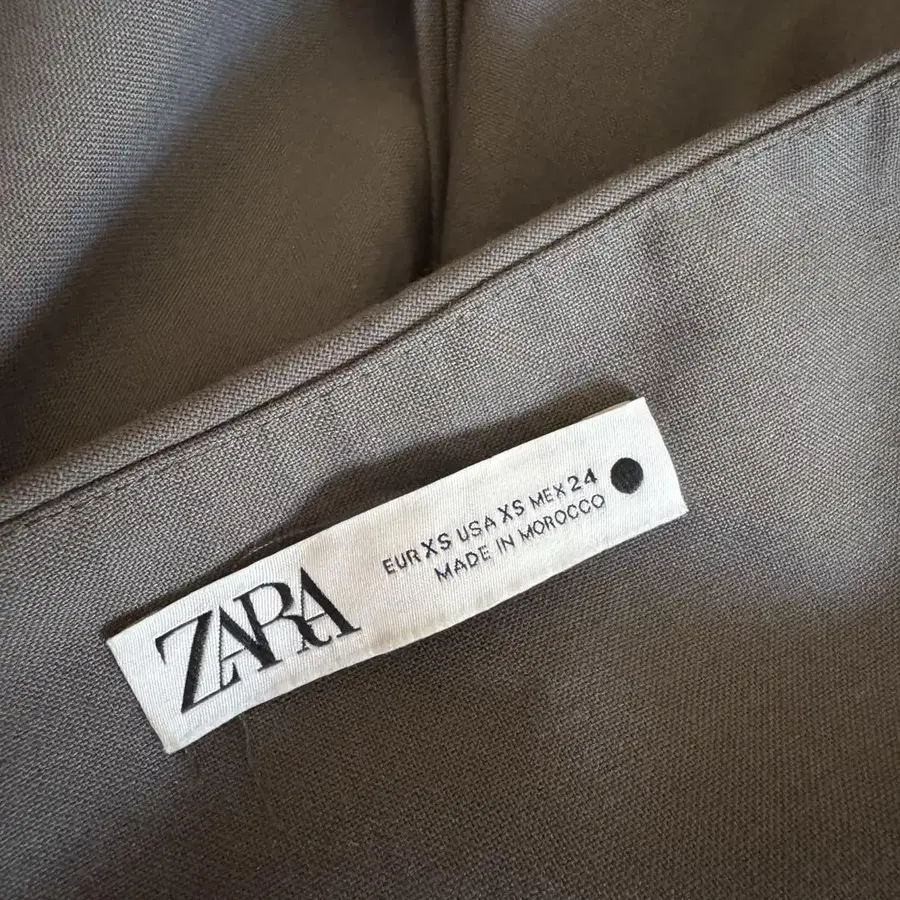 ZARA
EUR XS USA XS MEX 24
MADE IN MOROCCO